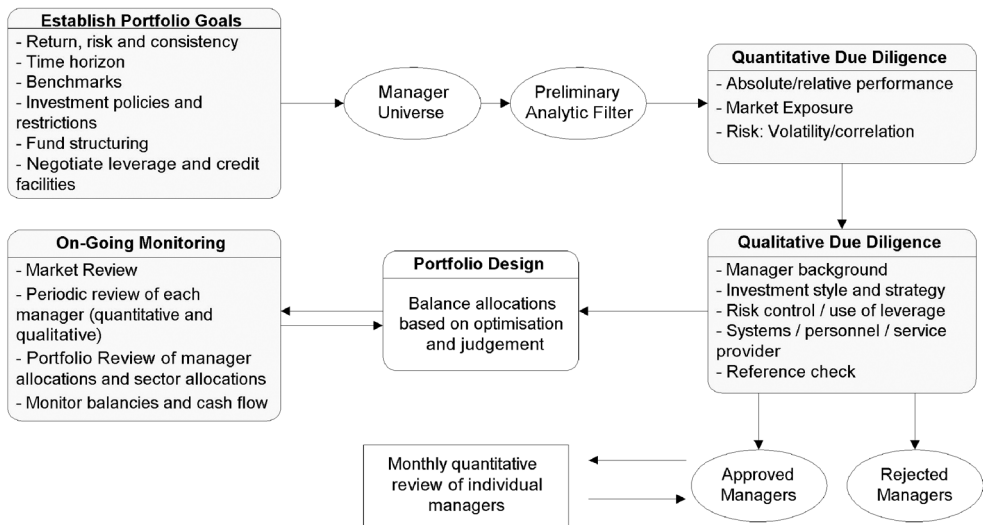 Establish Portfolio Goals
- Return, risk and consistency
- Time horizon
- Benchmarks
- Investment policies and
restrictions
- Fund structuring
- Negotiate leverage and credit
facilities
Manager
Universe
Preliminary
Analytic Filter
Quantitative Due Diligence
- Absolute/relative performance
- Market Exposure
- Risk: Volatility/correlation
On-Going Monitoring
- Market Review
- Periodic review of each
manager (quantitative and
qualitative)
- Portfolio Review of manager
allocations and sector allocations
- Monitor balancies and cash flow
Portfolio Design
Balance allocations
based on optimisation
and judgement
Qualitative Due Diligence
- Manager background
- Investment style and strategy
- Risk control / use of leverage
- Systems / personnel / service
provider
- Reference check
Monthly quantitative
review of individual
managers
Approved
Managers
Rejected
Managers